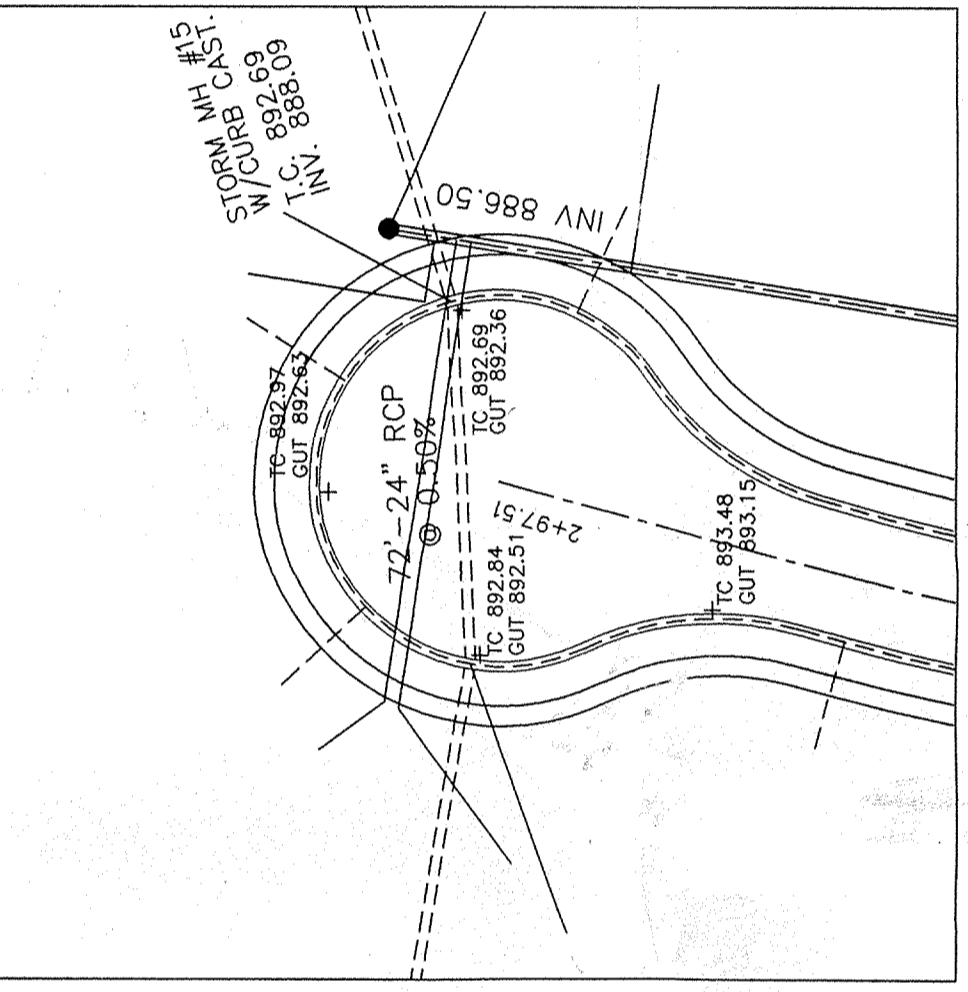 STORM MH #15
W/CURB CAST.
T.C. 892.69
INV. 888.09
INV 886.50
TC 892.97
GUT 892.63
TC 892.69
GUT 892.36
72'-24" RCP
@ 0.50%
2+97.51
TC 892.84
GUT 892.51
TC 893.48
GUT 893.15